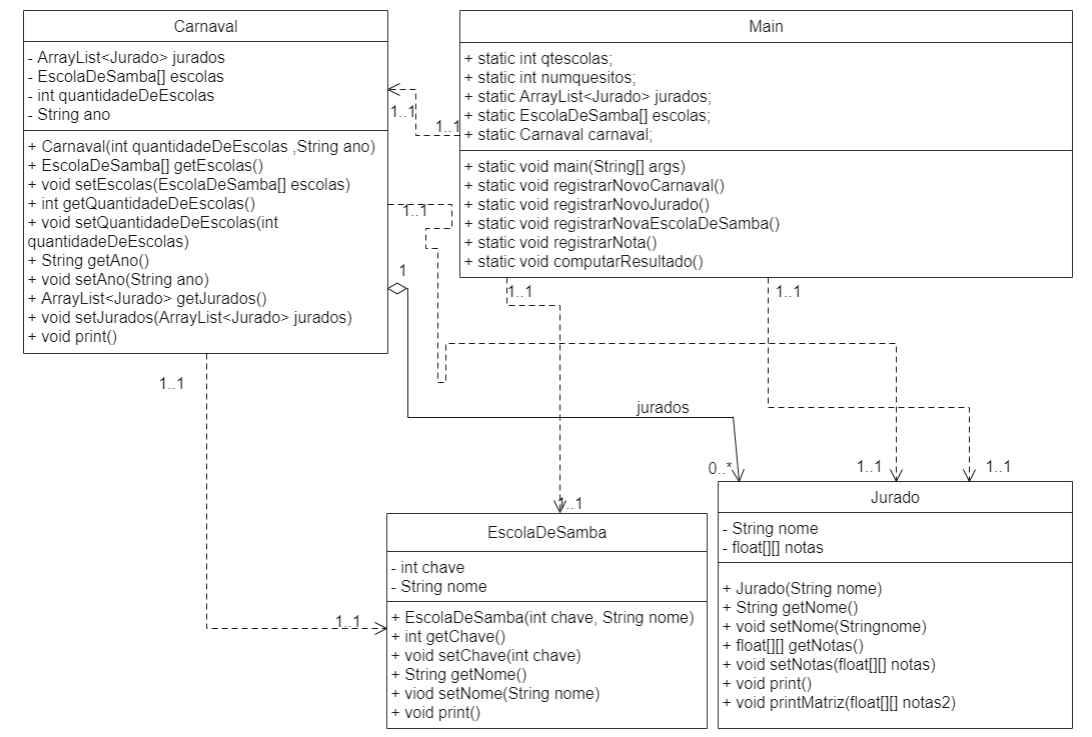 Carnaval
- ArrayList<Jurado> jurados
- EscolaDeSamba[] escolas
- int quantidadeDeEscolas
- String ano
+ Carnaval(int quantidadeDeEscolas ,String ano)
+ EscolaDeSamba[] getEscolas()
+ void setEscolas(EscolaDeSamba[] escolas)
+ int getQuantidadeDeEscolas()
+ void setQuantidadeDeEscolas(int
quantidadeDeEscolas)
+ String getAno()
+ void setAno(String ano)
+ ArrayList<Jurado> getJurados()
+ void setJurados(ArrayList<Jurado> jurados)
+ void print()
Main
+ static int qtescolas;
+ static int numquesitos;
+ static ArrayList<Jurado> jurados;
+ static EscolaDeSamba[] escolas;
+ static Carnaval carnaval;
+ static void main(String[] args)
+ static void registrarNovoCarnaval()
+ static void registrarNovoJurado()
+ static void registrarNovaEscolaDeSamba()
+ static void registrarNota()
+ static void computarResultado()
1..1
1..1
1..1
1
1..1
1..1
1..1
jurados
0..*
1..1
1..1
1..1
1..1
EscolaDeSamba
- int chave
- String nome
+ EscolaDeSamba(int chave, String nome)
+ int getChave()
+ void setChave(int chave)
+ String getNome()
+ viod setNome(String nome)
+ void print()
Jurado
- String nome
- float[][] notas
+ Jurado(String nome)
+ String getNome()
+ void setNome(Stringnome)
+ float[][] getNotas()
+ void setNotas(float[][] notas)
+ void print()
+ void printMatriz(float[][] notas2)